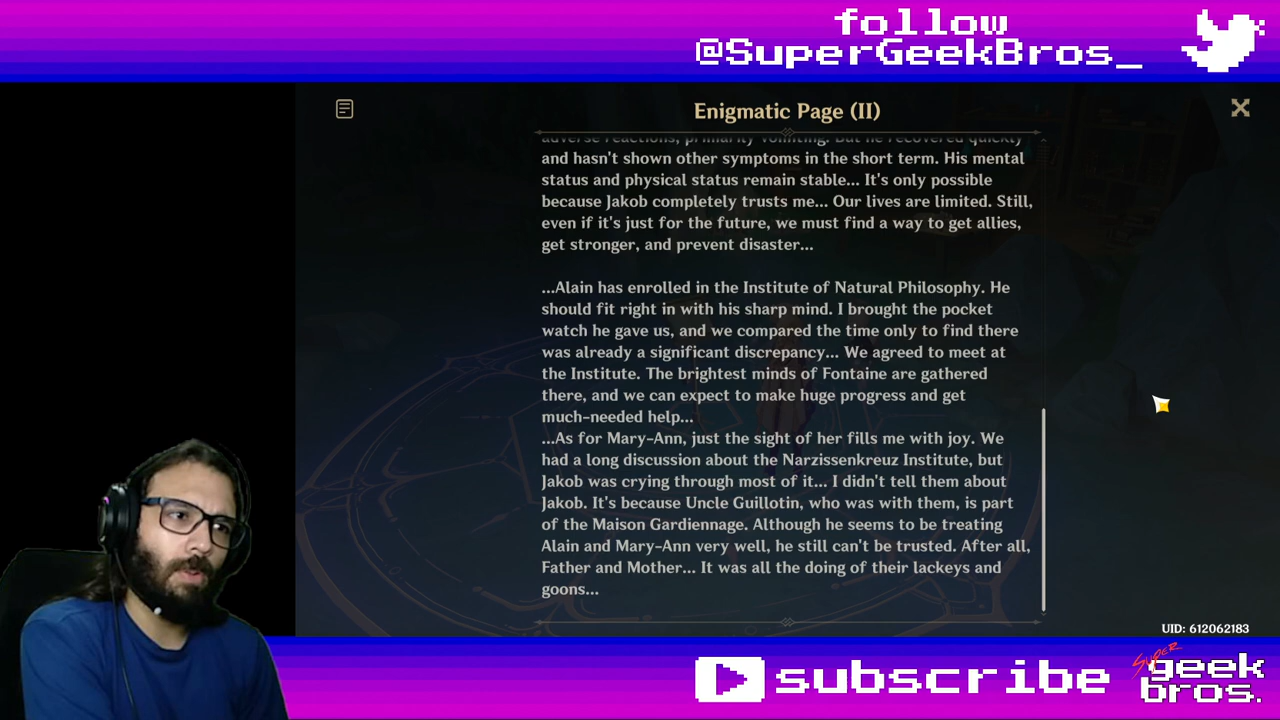 follow
@SuperGeekBros_
Enigmatic Page (II)
adverse reactions, primarily vomiting. But he recovered quickly
and hasn't shown other symptoms in the short term. His mental
status and physical status remain stable... It's only possible
because Jakob completely trusts me... Our lives are limited. Still,
even if it's just for the future, we must find a way to get allies,
get stronger, and prevent disaster...
...Alain has enrolled in the Institute of Natural Philosophy. He
should fit right in with his sharp mind. I brought the pocket
watch he gave us, and we compared the time only to find there
was already a significant discrepancy... We agreed to meet at
the Institute. The brightest minds of Fontaine are gathered
there, and we can expect to make huge progress and get
much-needed help...
...As for Mary-Ann, just the sight of her fills me with joy. We
had a long discussion about the Narzissenkreuz Institute, but
Jakob was crying through most of it... I didn't tell them about
Jakob. It's because Uncle Guillotin, who was with them, is part
of the Maison Gardiennage. Although he seems to be treating
Alain and Mary-Ann very well, he still can't be trusted. After all,
Father and Mother... It was all the doing of their lackeys and
goons...
UID: 612062183
subscribe
SUPER
geek
bros.